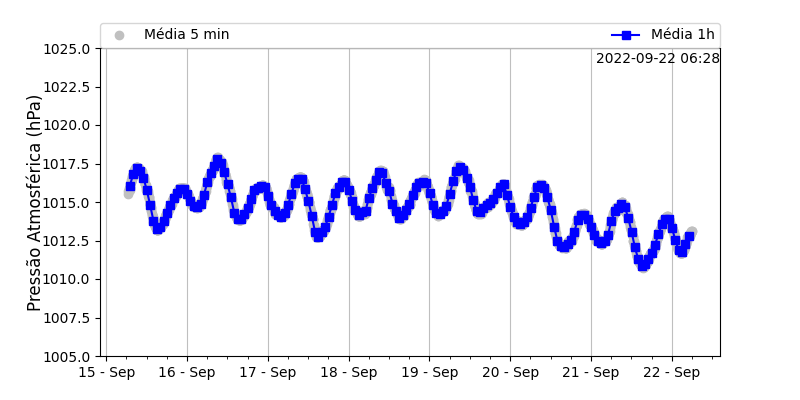 Média 5 min
Média 1h
2022-09-22 06:28
Pressão Atmosférica (hPa)
1025.0
1022.5
1020.0
1017.5
1015.0
1012.5
1010.0
1007.5
1005.0
15 - Sep
16 - Sep
17 - Sep
18 - Sep
19 - Sep
20 - Sep
21 - Sep
22 - Sep